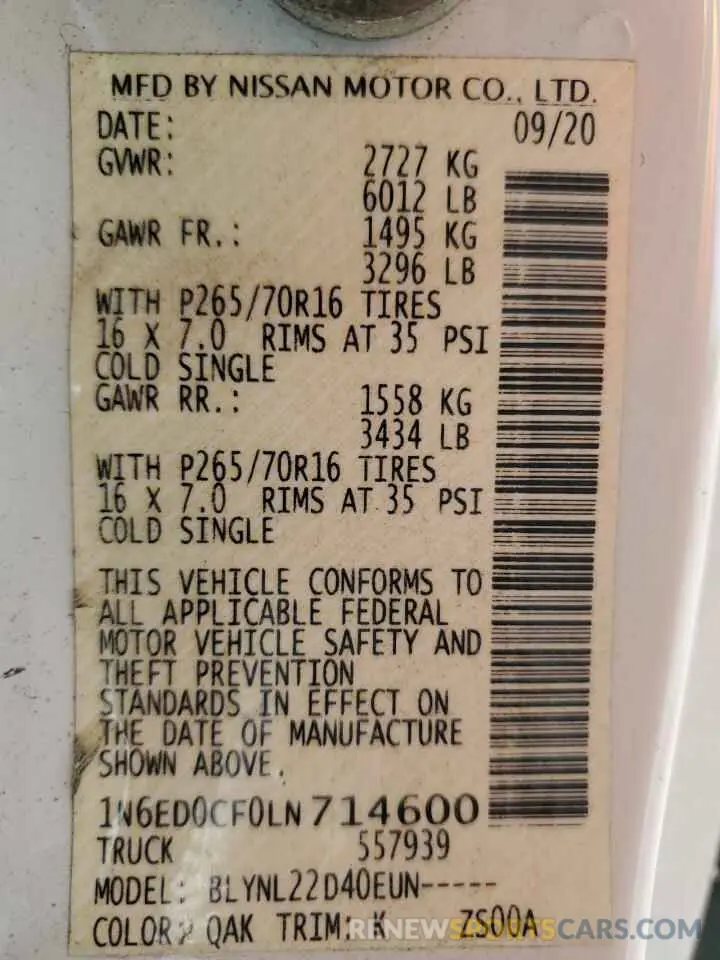 MFD BY NISSAN MOTOR CO., LTD.
DATE: 09/20
GVWR: 2727 KG
6012 LB
GAWR FR.: 1495 KG
3296 LB
WITH P265/70R16 TIRES
16 X 7.0 RIMS AT 35 PSI
COLD SINGLE
GAWR RR.: 1558 KG
3434 LB
WITH P265/70R16 TIRES
16 X 7.0 RIMS AT 35 PSI
COLD SINGLE
THIS VEHICLE CONFORMS TO
ALL APPLICABLE FEDERAL
MOTOR VEHICLE SAFETY AND
THEFT PREVENTION
STANDARDS IN EFFECT ON
THE DATE OF MANUFACTURE
SHOWN ABOVE.
1N6ED0CF0LN714600
TRUCK 557939
MODEL: BLYNL22D40EUN-----
COLOR: QAK TRIM: K ZS00A
RENEWSPORTSCARS.COM